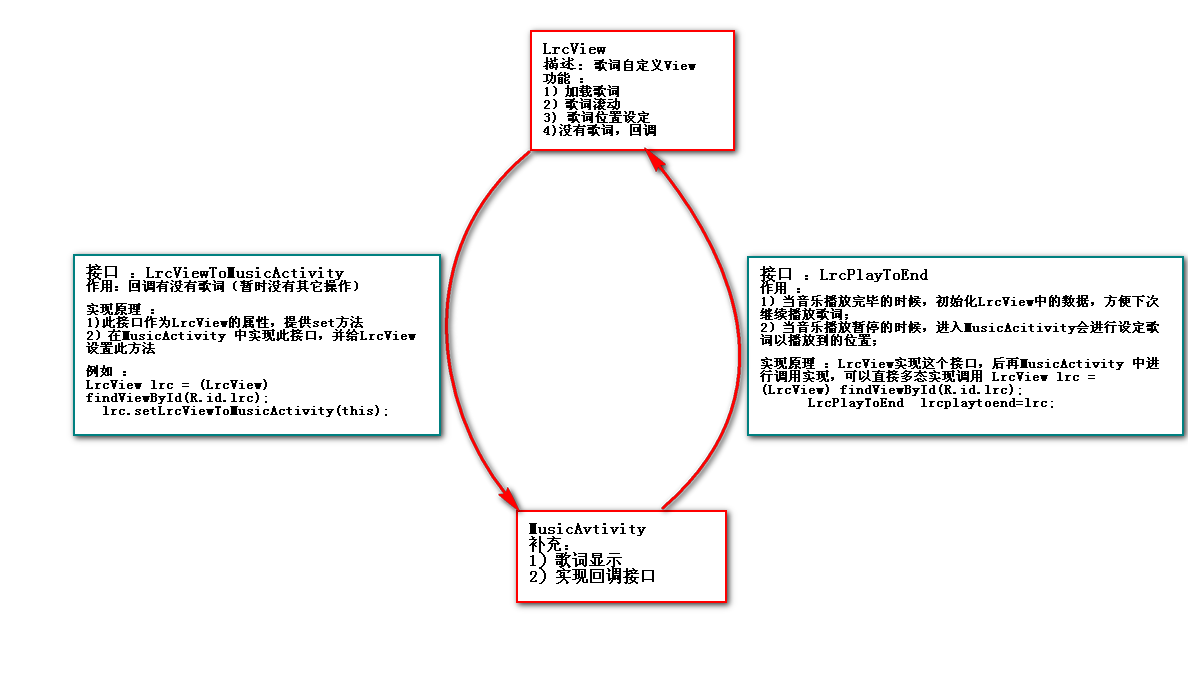 LrcView
描述：歌词自定义View
功能 ：
1）加载歌词
2）歌词滚动
3） 歌词位置设定
4)没有歌词，回调
接口 ：LrcViewToMusicActivity
作用：回调有没有歌词（暂时没有其它操作）
实现原理 ：
1)此接口作为LrcView的属性，提供set方法
2）在MusicActivity 中实现此接口，并给LrcView
设置此方法
例如 ：
LrcView lrc = (LrcView)
findViewById(R.id.lrc);
lrc.setLrcViewToMusicActivity(this);
接口 ：LrcPlayToEnd
作用 ：
1）当音乐播放完毕的时候，初始化LrcView中的数据，方便下次
继续播放歌词；
2）当音乐播放暂停的时候，进入MusicAcitivity会进行设定歌
词以播放到的位置；
实现原理 ：LrcView实现这个接口，后再MusicActivity 中进
行调用实现，可以直接多态实现调用 LrcView lrc =
(LrcView) findViewById(R.id.lrc);
LrcPlayToEnd lrcplaytoend=lrc;
MusicAvtivity
补充：
1）歌词显示
2）实现回调接口